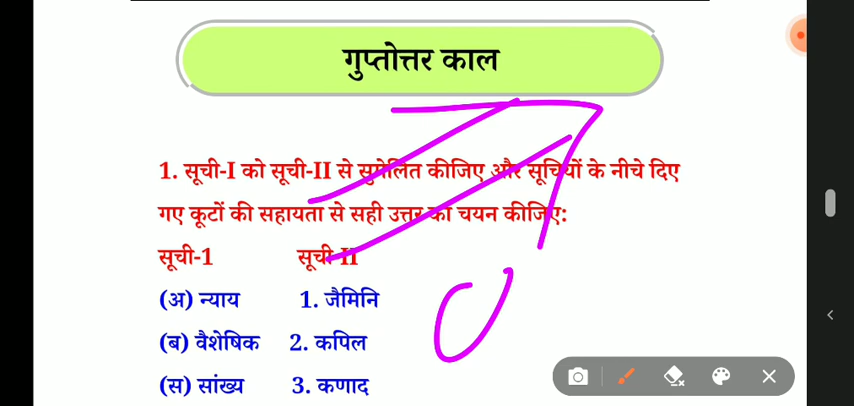 गुप्तोत्तर काल
1. सूची-I को सूची-II से सुमेलित कीजिए और सूचियों के नीचे दिए
गए कूटों की सहायता से सही उत्तर का चयन कीजिए:
सूची-1 सूची-II
(अ) न्याय 1. जैमिनि
(ब) वैशेषिक 2. कपिल
(स) सांख्य 3. कणाद